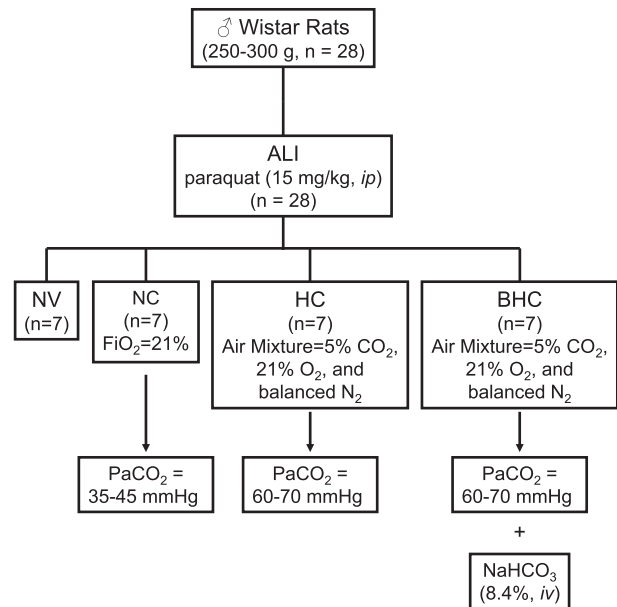 ♂ Wistar Rats
(250-300 g, n = 28)
ALI
paraquat (15 mg/kg, ip)
(n = 28)
NV
(n=7)
NC
(n=7)
FiO₂=21%
HC
(n=7)
Air Mixture=5% CO₂,
21% O₂, and
balanced N₂
BHC
(n=7)
Air Mixture=5% CO₂,
21% O₂, and
balanced N₂
PaCO₂ =
35-45 mmHg
PaCO₂ =
60-70 mmHg
PaCO₂ =
60-70 mmHg
+
NaHCO₃
(8.4%, iv)